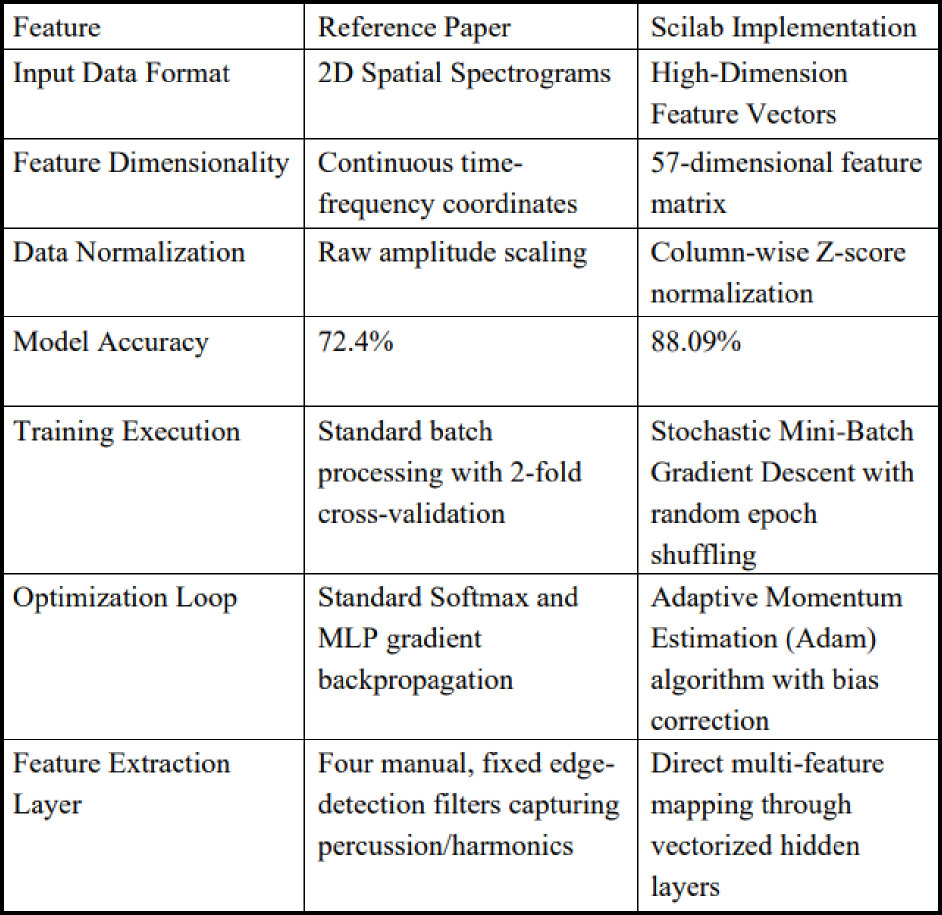 Feature
Reference Paper
Scilab Implementation
Input Data Format
2D Spatial Spectrograms
High-Dimension
Feature Vectors
Feature Dimensionality
Continuous time-
frequency coordinates
57-dimensional feature
matrix
Data Normalization
Raw amplitude scaling
Column-wise Z-score
normalization
Model Accuracy
72.4%
88.09%
Training Execution
Standard batch
processing with 2-fold
cross-validation
Stochastic Mini-Batch
Gradient Descent with
random epoch
shuffling
Optimization Loop
Standard Softmax and
MLP gradient
backpropagation
Adaptive Momentum
Estimation (Adam)
algorithm with bias
correction
Feature Extraction
Layer
Four manual, fixed edge-
detection filters capturing
percussion/harmonics
Direct multi-feature
mapping through
vectorized hidden
layers